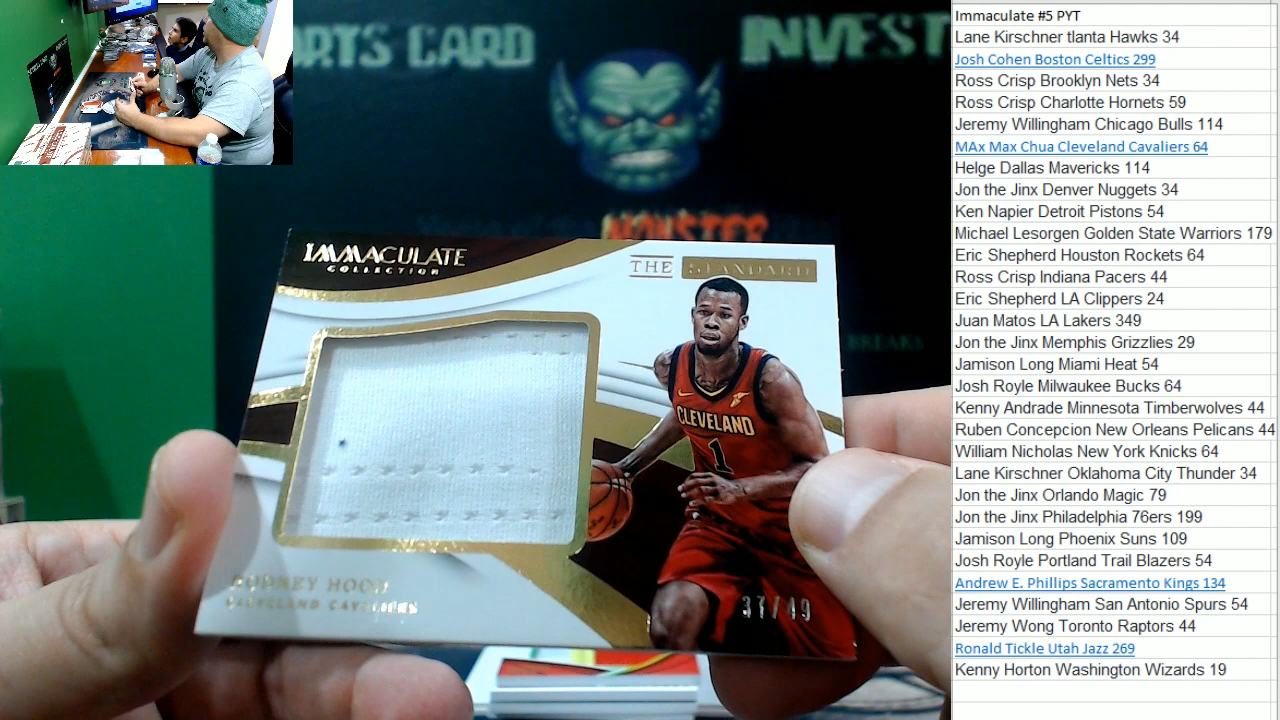 RTS CARD
INVEST
MONSTER
BREAKS
IMMACULATE
COLLECTION
THE STANDARD
CLEVELAND
1
RODNEY HOOD
CLEVELAND CAVALIERS
37/49
Immaculate #5 PYT
Lane Kirschner tlanta Hawks 34
Josh Cohen Boston Celtics 299
Ross Crisp Brooklyn Nets 34
Ross Crisp Charlotte Hornets 59
Jeremy Willingham Chicago Bulls 114
MAx Max Chua Cleveland Cavaliers 64
Helge Dallas Mavericks 114
Jon the Jinx Denver Nuggets 34
Ken Napier Detroit Pistons 54
Michael Lesorgen Golden State Warriors 179
Eric Shepherd Houston Rockets 64
Ross Crisp Indiana Pacers 44
Eric Shepherd LA Clippers 24
Juan Matos LA Lakers 349
Jon the Jinx Memphis Grizzlies 29
Jamison Long Miami Heat 54
Josh Royle Milwaukee Bucks 64
Kenny Andrade Minnesota Timberwolves 44
Ruben Concepcion New Orleans Pelicans 44
William Nicholas New York Knicks 64
Lane Kirschner Oklahoma City Thunder 34
Jon the Jinx Orlando Magic 79
Jon the Jinx Philadelphia 76ers 199
Jamison Long Phoenix Suns 109
Josh Royle Portland Trail Blazers 54
Andrew E. Phillips Sacramento Kings 134
Jeremy Willingham San Antonio Spurs 54
Jeremy Wong Toronto Raptors 44
Ronald Tickle Utah Jazz 269
Kenny Horton Washington Wizards 19